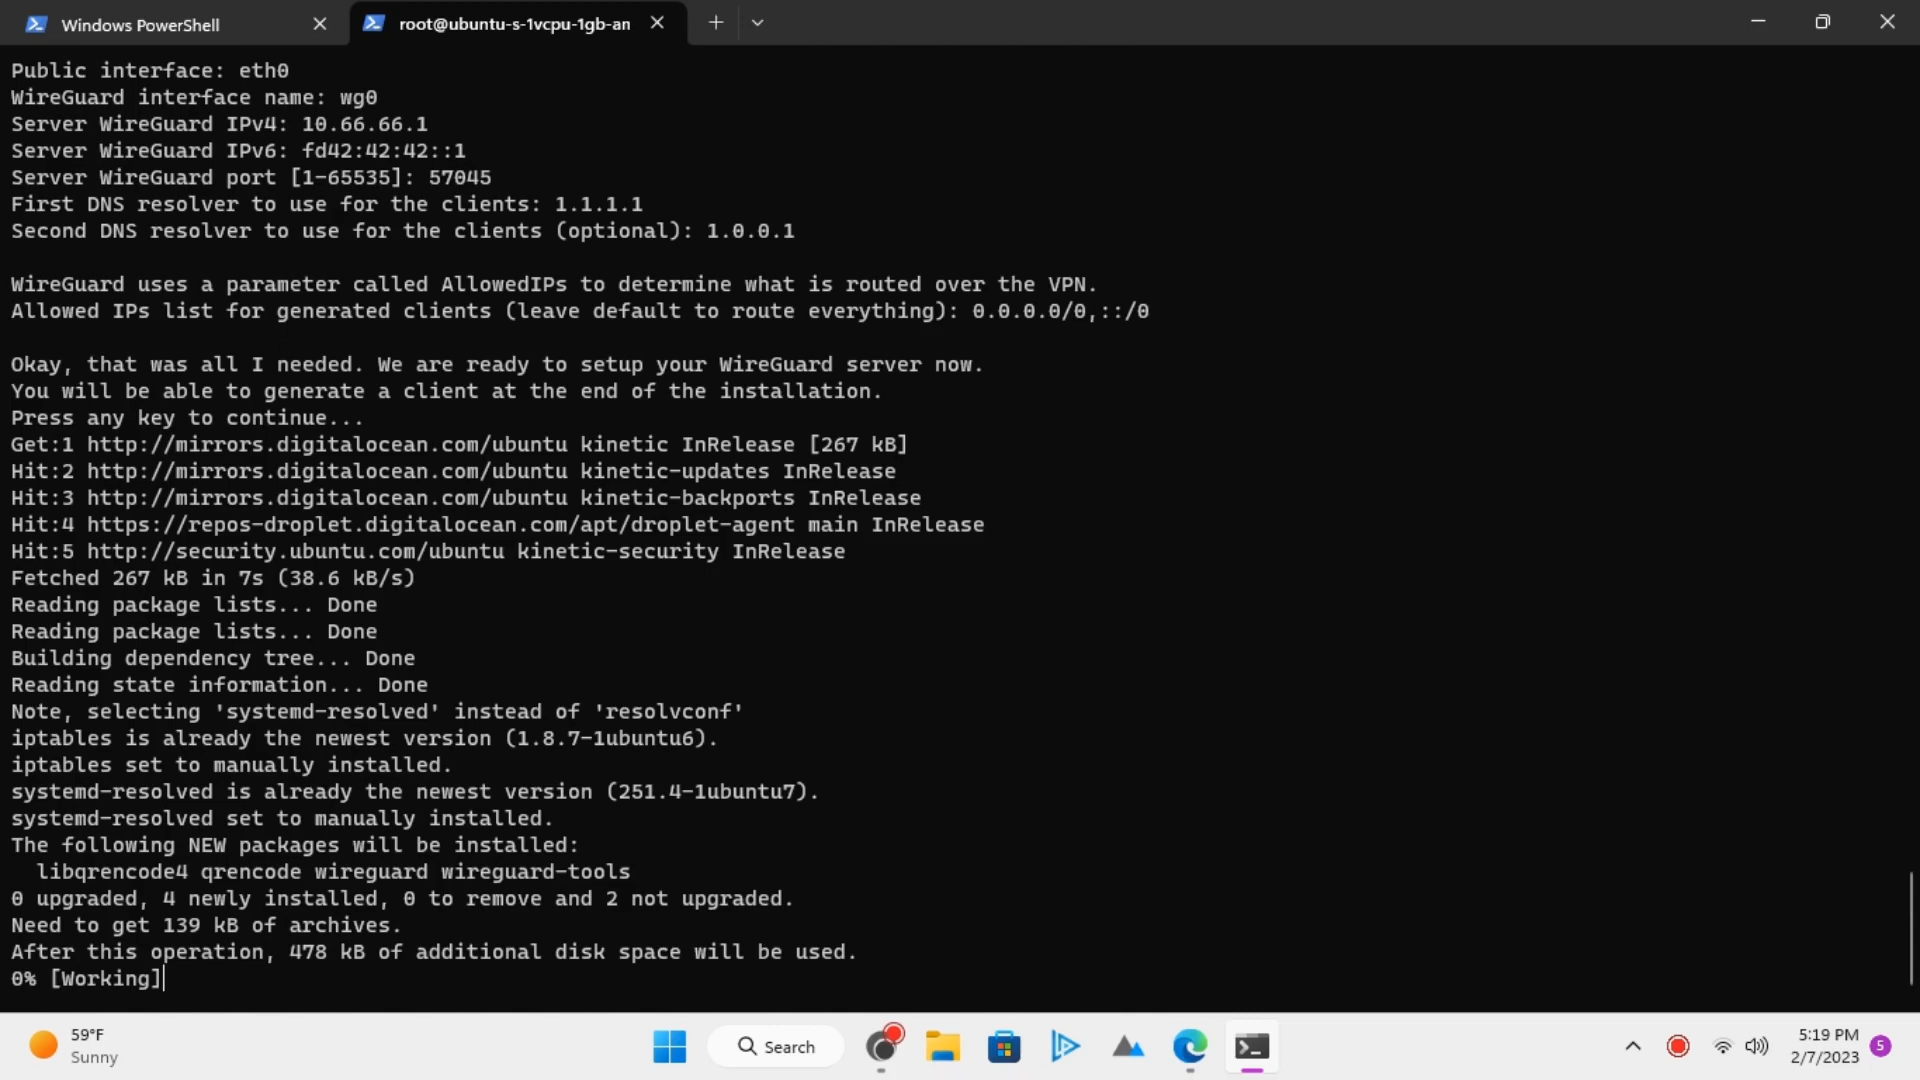 Windows PowerShell
root@ubuntu-s-1vcpu-1gb-am
Public interface: eth0
WireGuard interface name: wg0
Server WireGuard IPv4: 10.66.66.1
Server WireGuard IPv6: fd42:42:42::1
Server WireGuard port [1-65535]: 57045
First DNS resolver to use for the clients: 1.1.1.1
Second DNS resolver to use for the clients (optional): 1.0.0.1
WireGuard uses a parameter called AllowedIPs to determine what is routed over the VPN.
Allowed IPs list for generated clients (leave default to route everything): 0.0.0.0/0,::/0
Okay, that was all I needed. We are ready to setup your WireGuard server now.
You will be able to generate a client at the end of the installation.
Press any key to continue...
Get:1 http://mirrors.digitalocean.com/ubuntu kinetic InRelease [267 kB]
Hit:2 http://mirrors.digitalocean.com/ubuntu kinetic-updates InRelease
Hit:3 http://mirrors.digitalocean.com/ubuntu kinetic-backports InRelease
Hit:4 https://repos-droplet.digitalocean.com/apt/droplet-agent main InRelease
Hit:5 http://security.ubuntu.com/ubuntu kinetic-security InRelease
Fetched 267 kB in 7s (38.6 kB/s)
Reading package lists... Done
Reading package lists... Done
Building dependency tree... Done
Reading state information... Done
Note, selecting 'systemd-resolved' instead of 'resolvconf'
iptables is already the newest version (1.8.7-1ubuntu6).
iptables set to manually installed.
systemd-resolved is already the newest version (251.4-1ubuntu7).
systemd-resolved set to manually installed.
The following NEW packages will be installed:
libqrencode4 qrencode wireguard wireguard-tools
0 upgraded, 4 newly installed, 0 to remove and 2 not upgraded.
Need to get 139 kB of archives.
After this operation, 478 kB of additional disk space will be used.
0% [Working]
59°F
Sunny
Search
5:19 PM
2/7/2023
5